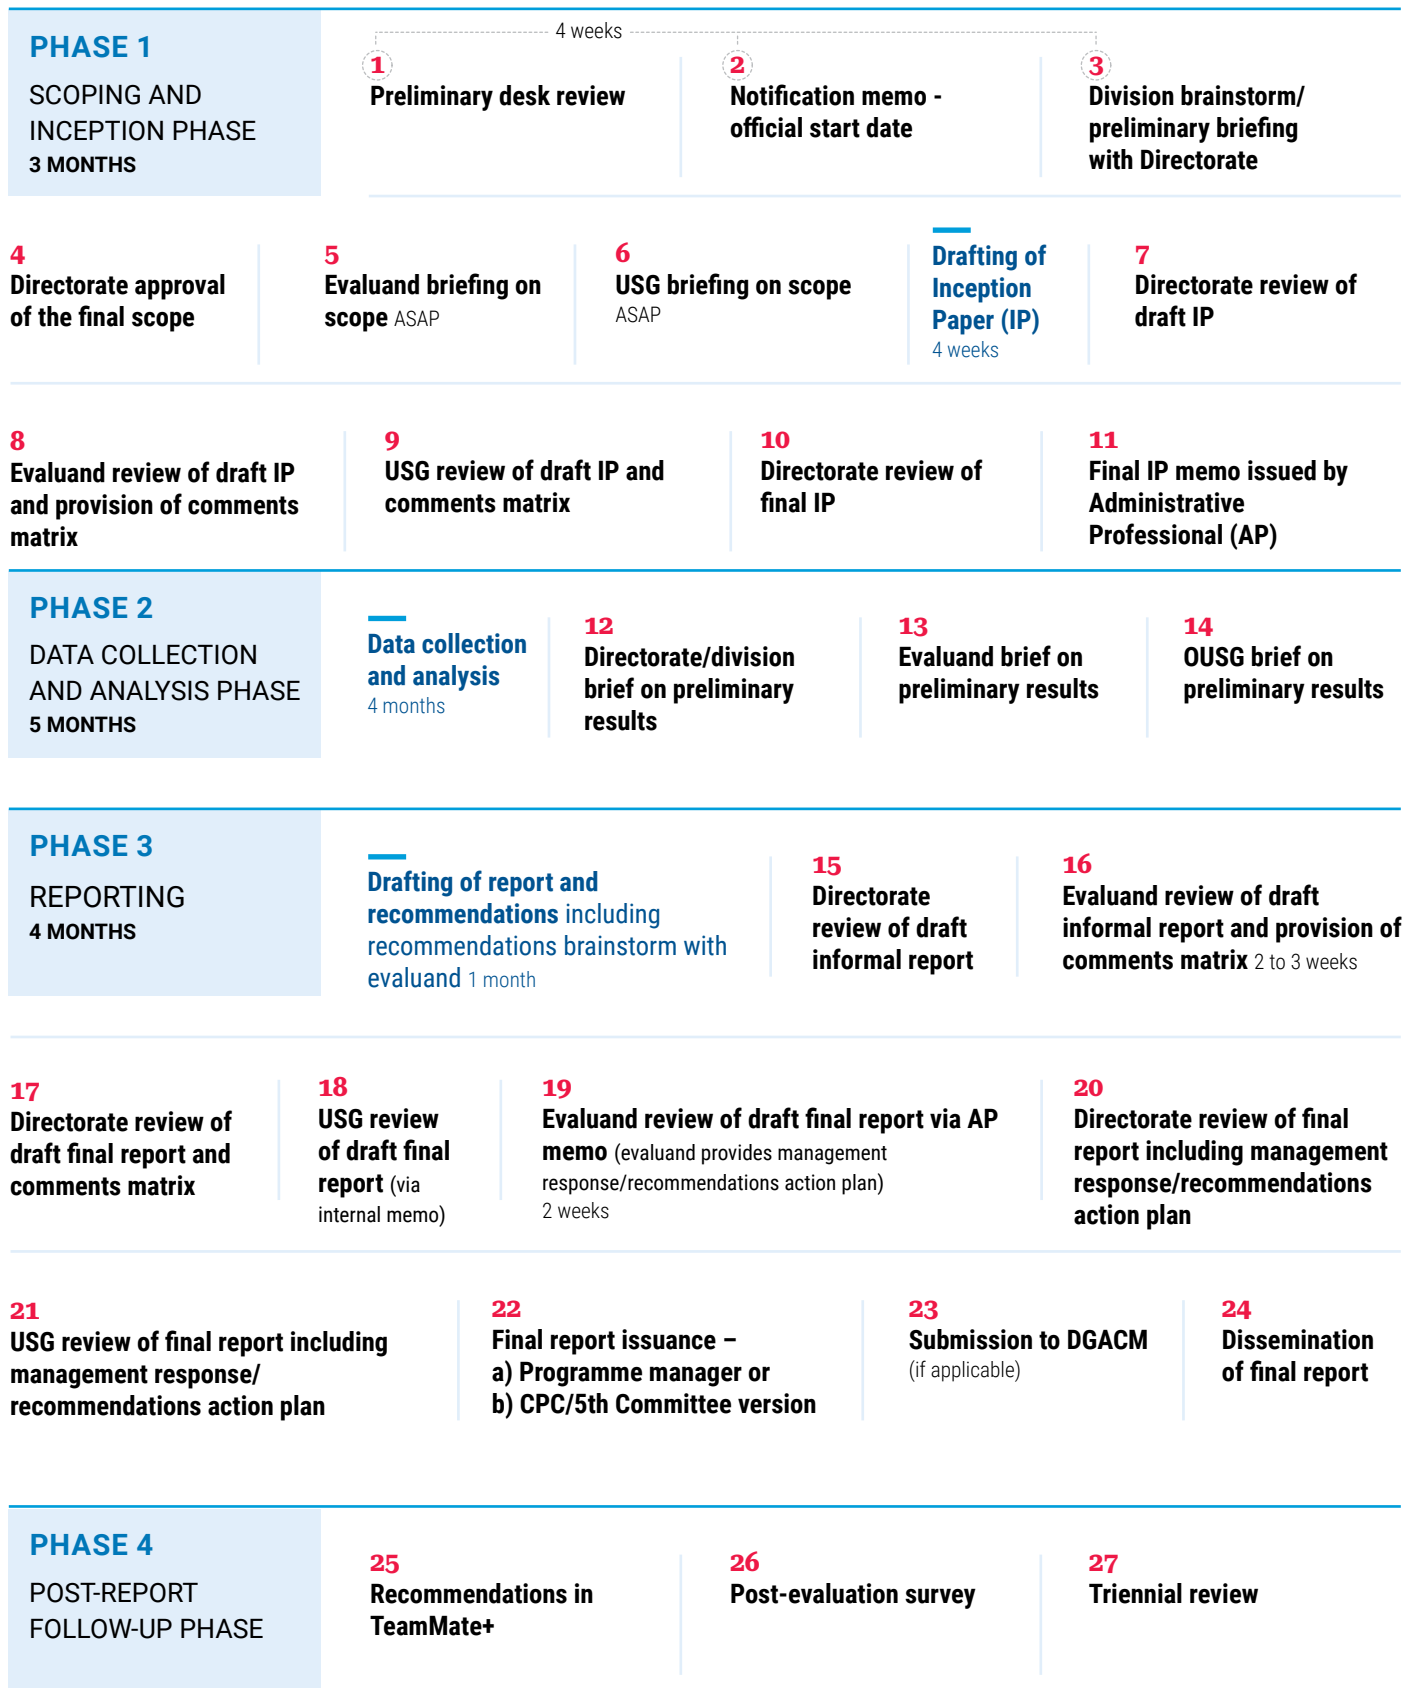 PHASE 1
SCOPING AND
INCEPTION PHASE
3 MONTHS
4 weeks
1
Preliminary desk review
2
Notification memo -
official start date
3
Division brainstorm/
preliminary briefing
with Directorate
4
Directorate approval
of the final scope
5
Evaluand briefing on
scope ASAP
6
USG briefing on scope
ASAP
Drafting of
Inception
Paper (IP)
4 weeks
7
Directorate review of
draft IP
8
Evaluand review of draft IP
and provision of comments
matrix
9
USG review of draft IP and
comments matrix
10
Directorate review of
final IP
11
Final IP memo issued by
Administrative
Professional (AP)
PHASE 2
DATA COLLECTION
AND ANALYSIS PHASE
5 MONTHS
Data collection
and analysis
4 months
12
Directorate/division
brief on preliminary
results
13
Evaluand brief on
preliminary results
14
OUSG brief on
preliminary results
PHASE 3
REPORTING
4 MONTHS
Drafting of report and
recommendations including
recommendations brainstorm with
evaluand 1 month
15
Directorate
review of draft
informal report
16
Evaluand review of draft
informal report and provision of
comments matrix 2 to 3 weeks
17
Directorate review of
draft final report and
comments matrix
18
USG review
of draft final
report (via
internal memo)
19
Evaluand review of draft final report via AP
memo (evaluand provides management
response/recommendations action plan)
2 weeks
20
Directorate review of final
report including management
response/recommendations
action plan
21
USG review of final report including
management response/
recommendations action plan
22
Final report issuance –
a) Programme manager or
b) CPC/5th Committee version
23
Submission to DGACM
(if applicable)
24
Dissemination
of final report
PHASE 4
POST-REPORT
FOLLOW-UP PHASE
25
Recommendations in
TeamMate+
26
Post-evaluation survey
27
Triennial review